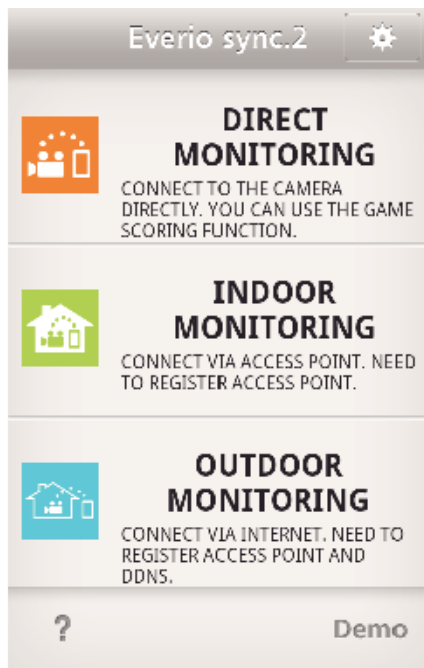 Everio sync.2
DIRECT
MONITORING
CONNECT TO THE CAMERA
DIRECTLY. YOU CAN USE THE GAME
SCORING FUNCTION.
INDOOR
MONITORING
CONNECT VIA ACCESS POINT. NEED
TO REGISTER ACCESS POINT.
OUTDOOR
MONITORING
CONNECT VIA INTERNET. NEED TO
REGISTER ACCESS POINT AND
DDNS.
? Demo